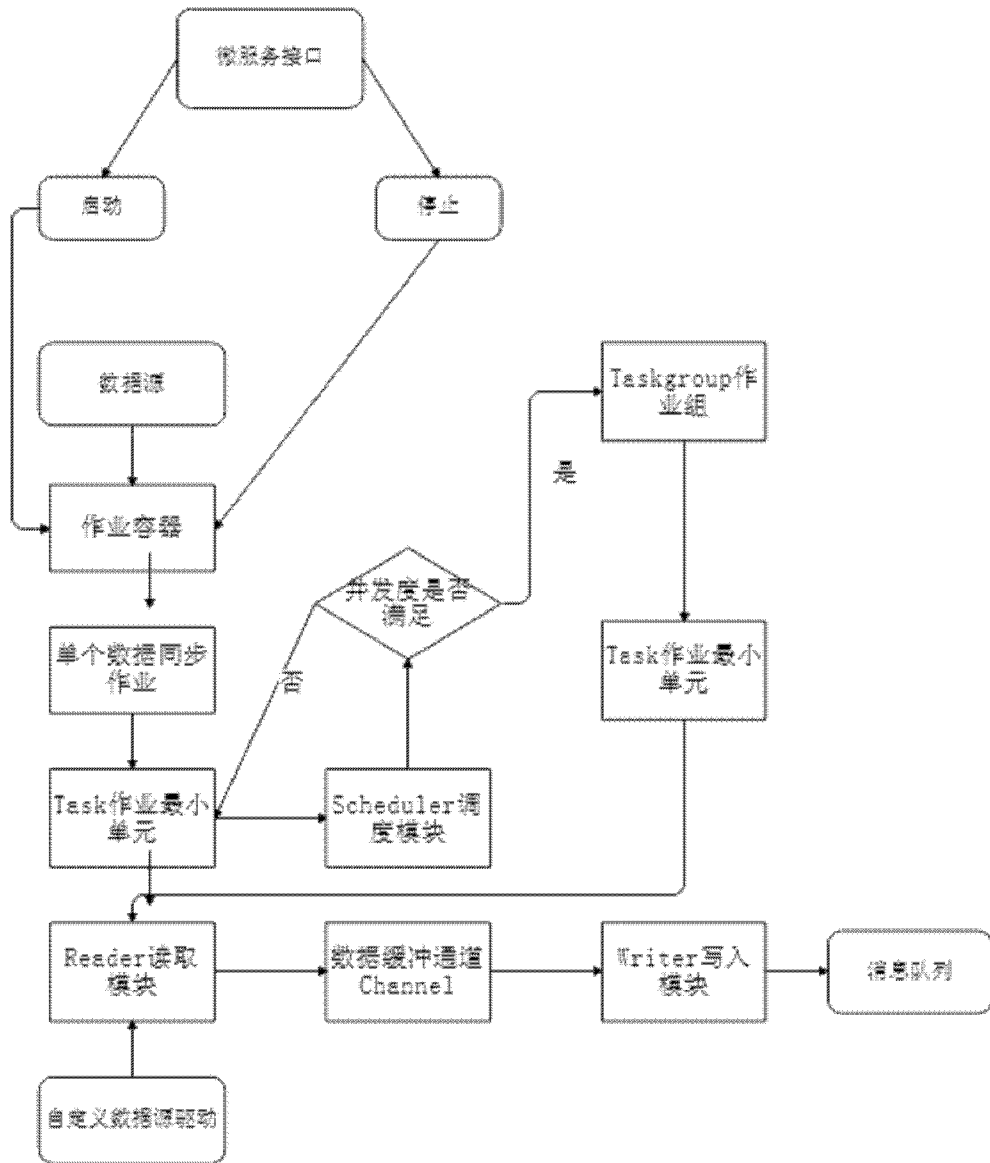 微服务接口
启动
停止
数据源
Taskgroup作
业组
是
作业容器
并发度是否
满足
单个数据同步
作业
否
Task作业最小
单元
Task作业最小
单元
Scheduler调
度模块
Reader读取
模块
数据缓冲通道
Channel
Writer写入
模块
消息队列
自定义数据源驱动